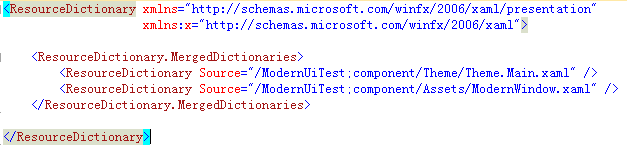 <ResourceDictionary xmlns="http://schemas.microsoft.com/winfx/2006/xaml/presentation"
                    xmlns:x="http://schemas.microsoft.com/winfx/2006/xaml">

    <ResourceDictionary.MergedDictionaries>
        <ResourceDictionary Source="/ModernUiTest;component/Theme/Theme.Main.xaml" />
        <ResourceDictionary Source="/ModernUiTest;component/Assets/ModernWindow.xaml" />
    </ResourceDictionary.MergedDictionaries>

</ResourceDictionary>